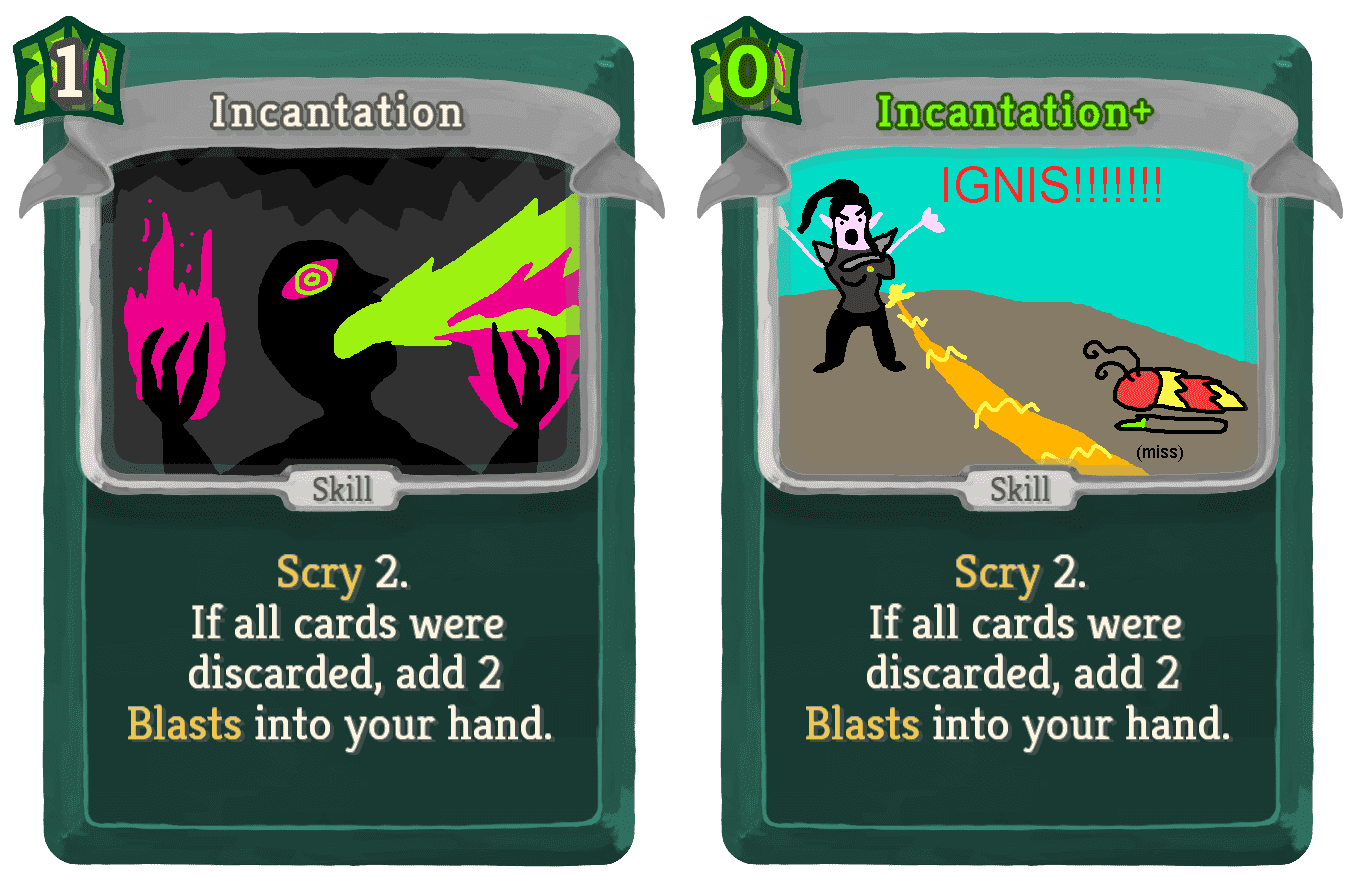 1
Incantation
Skill
Scry 2.
If all cards were
discarded, add 2
Blasts into your hand.
0
Incantation+
IGNIS!!!!!!!
(miss)
Skill
Scry 2.
If all cards were
discarded, add 2
Blasts into your hand.